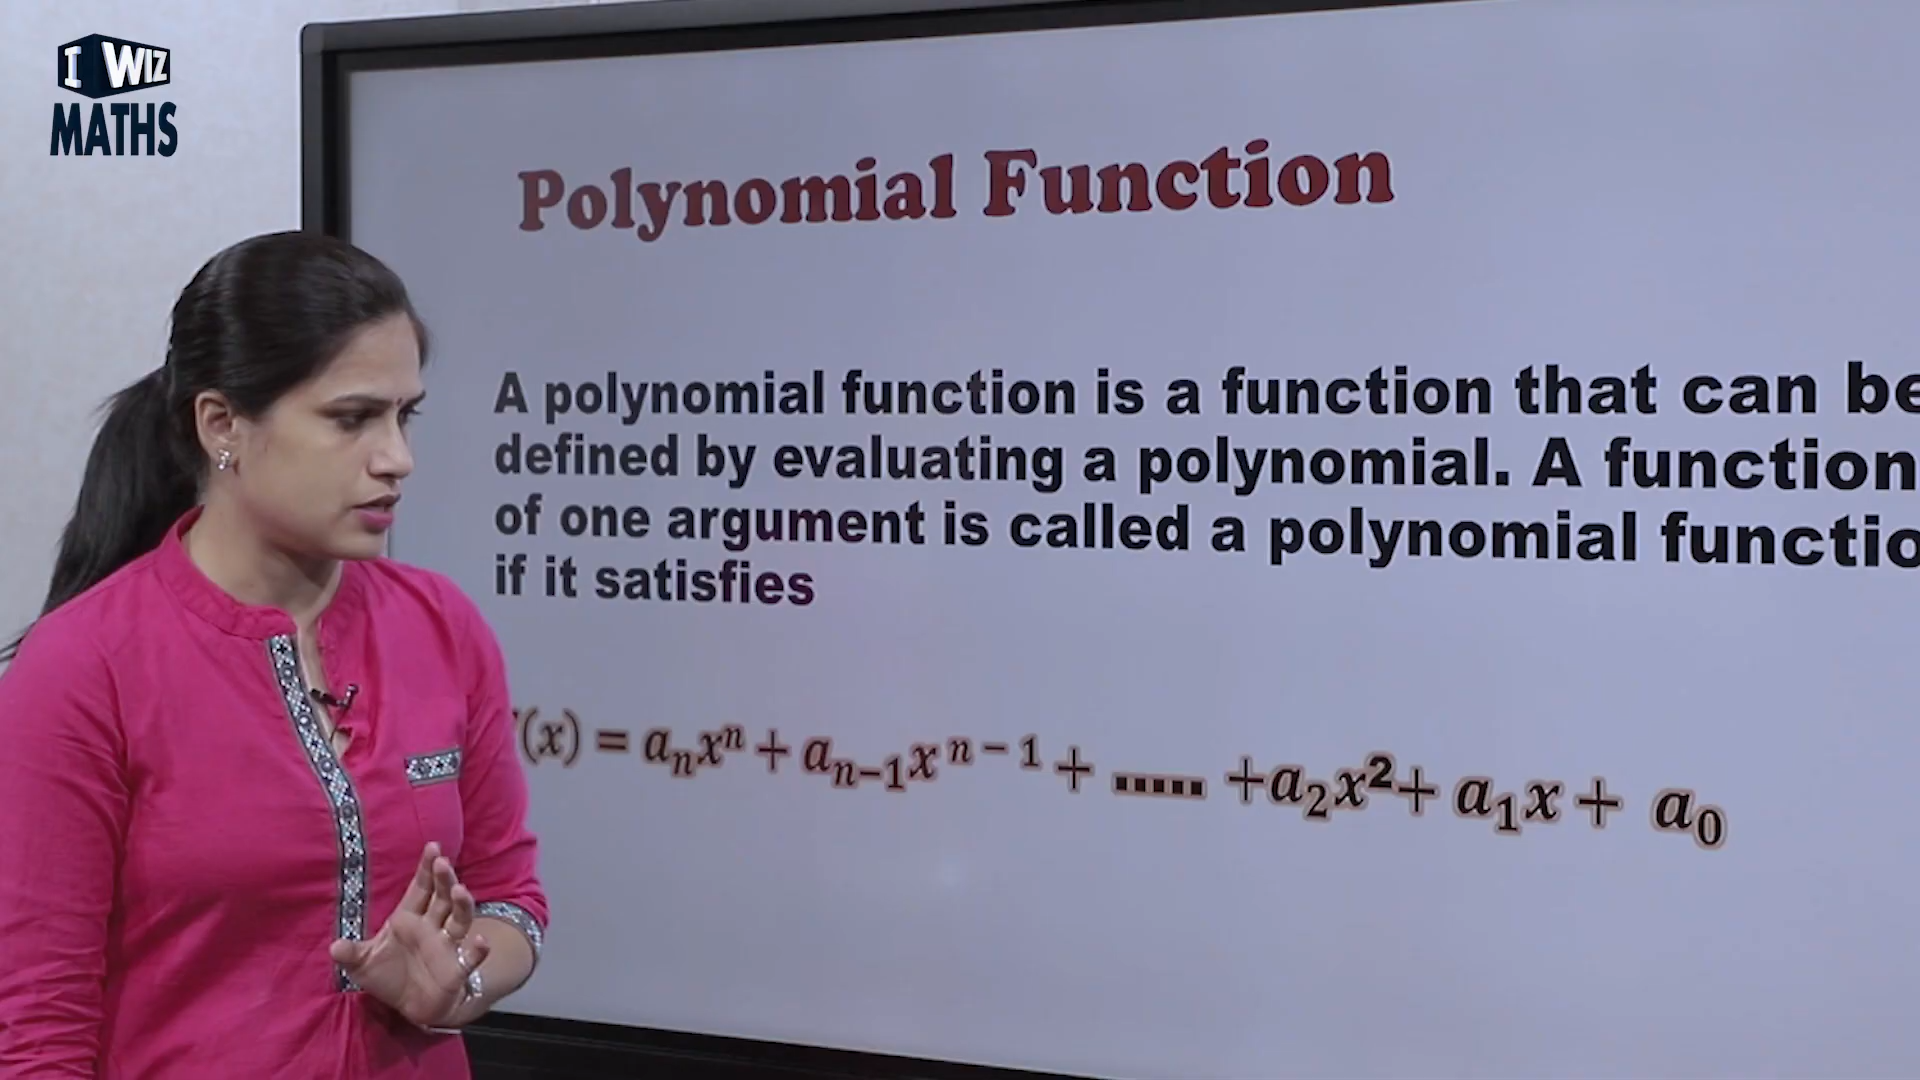 I WIZ
MATHS
Polynomial Function
A polynomial function is a function that can be
defined by evaluating a polynomial. A function
of one argument is called a polynomial functio
if it satisfies
(x) = aₙxⁿ + aₙ₋₁xⁿ⁻¹ + ..... +a₂x²+ a₁x + a₀